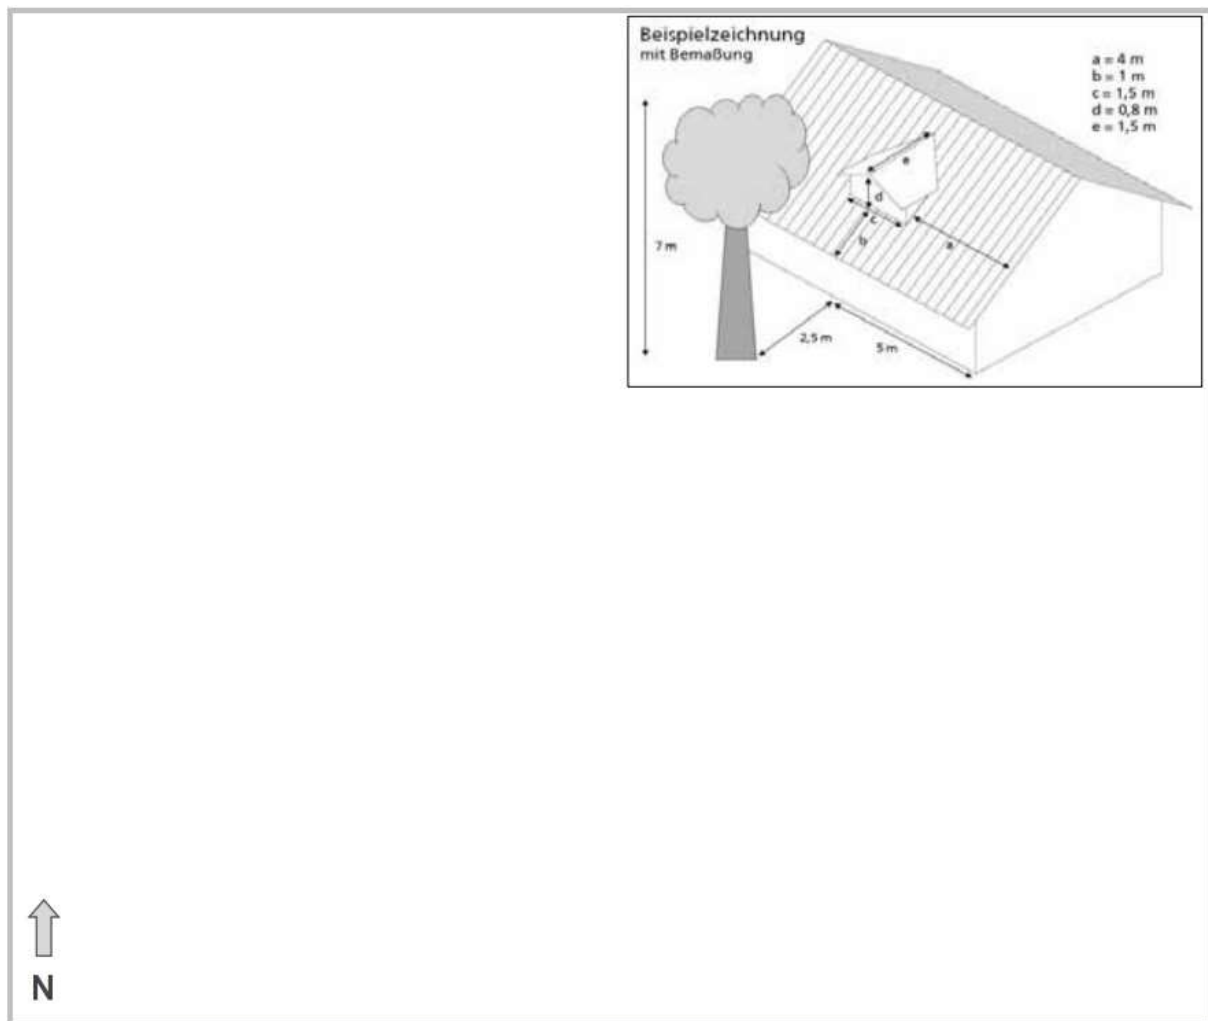 Beispielzeichnung
mit Bemaßung
a = 4 m
b = 1 m
c = 1,5 m
d = 0,8 m
e = 1,5 m
e
d
c
b
a
7 m
2,5 m
5 m
N